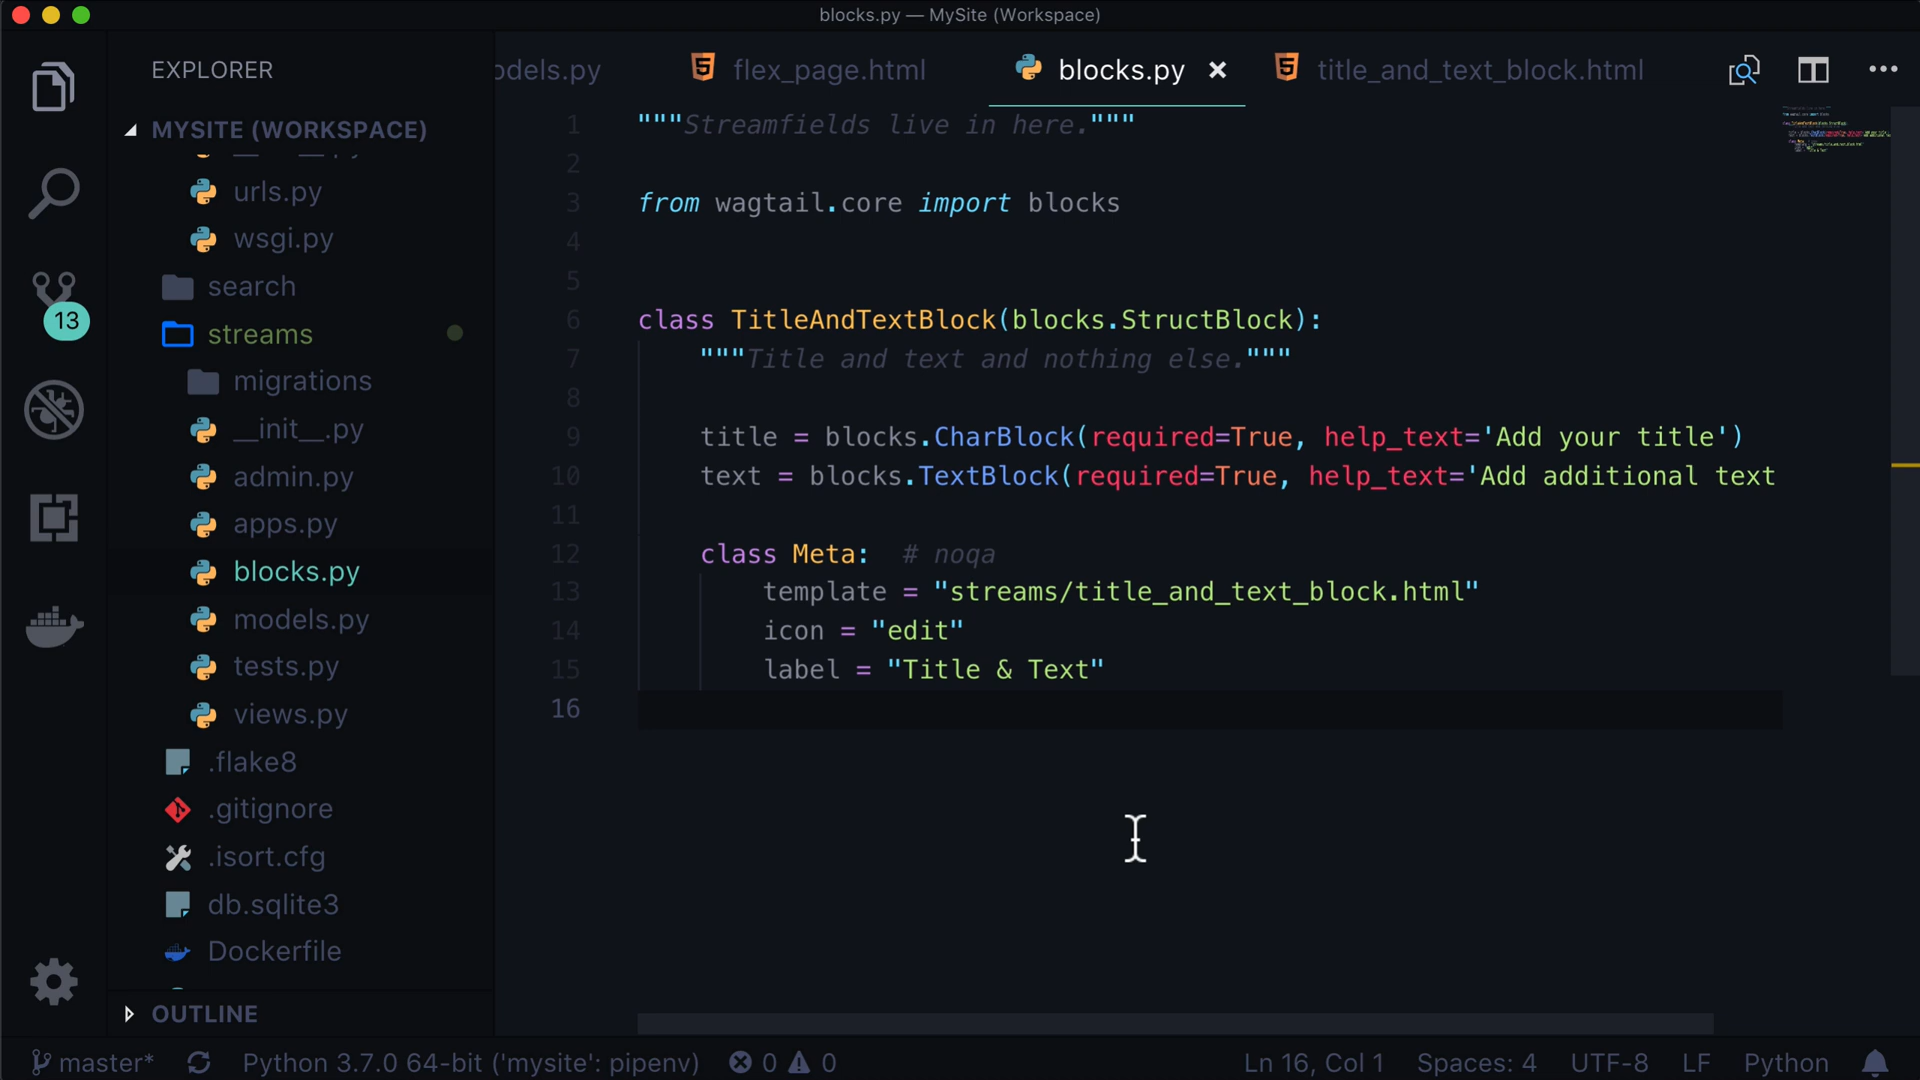 blocks.py — MySite (Workspace)
EXPLORER
odels.py
flex_page.html
blocks.py
title_and_text_block.html
MYSITE (WORKSPACE)
urls.py
wsgi.py
search
13
streams
migrations
__init__.py
admin.py
apps.py
blocks.py
models.py
tests.py
views.py
.flake8
.gitignore
.isort.cfg
db.sqlite3
Dockerfile
OUTLINE
1 """Streamfields live in here."""
2
3 from wagtail.core import blocks
4
5
6 class TitleAndTextBlock(blocks.StructBlock):
7 """Title and text and nothing else."""
8
9 title = blocks.CharBlock(required=True, help_text='Add your title')
10 text = blocks.TextBlock(required=True, help_text='Add additional text
11
12 class Meta:  # noqa
13 template = "streams/title_and_text_block.html"
14 icon = "edit"
15 label = "Title & Text"
16
master* Python 3.7.0 64-bit ('mysite': pipenv) 0 0 Ln 16, Col 1 Spaces: 4 UTF-8 LF Python